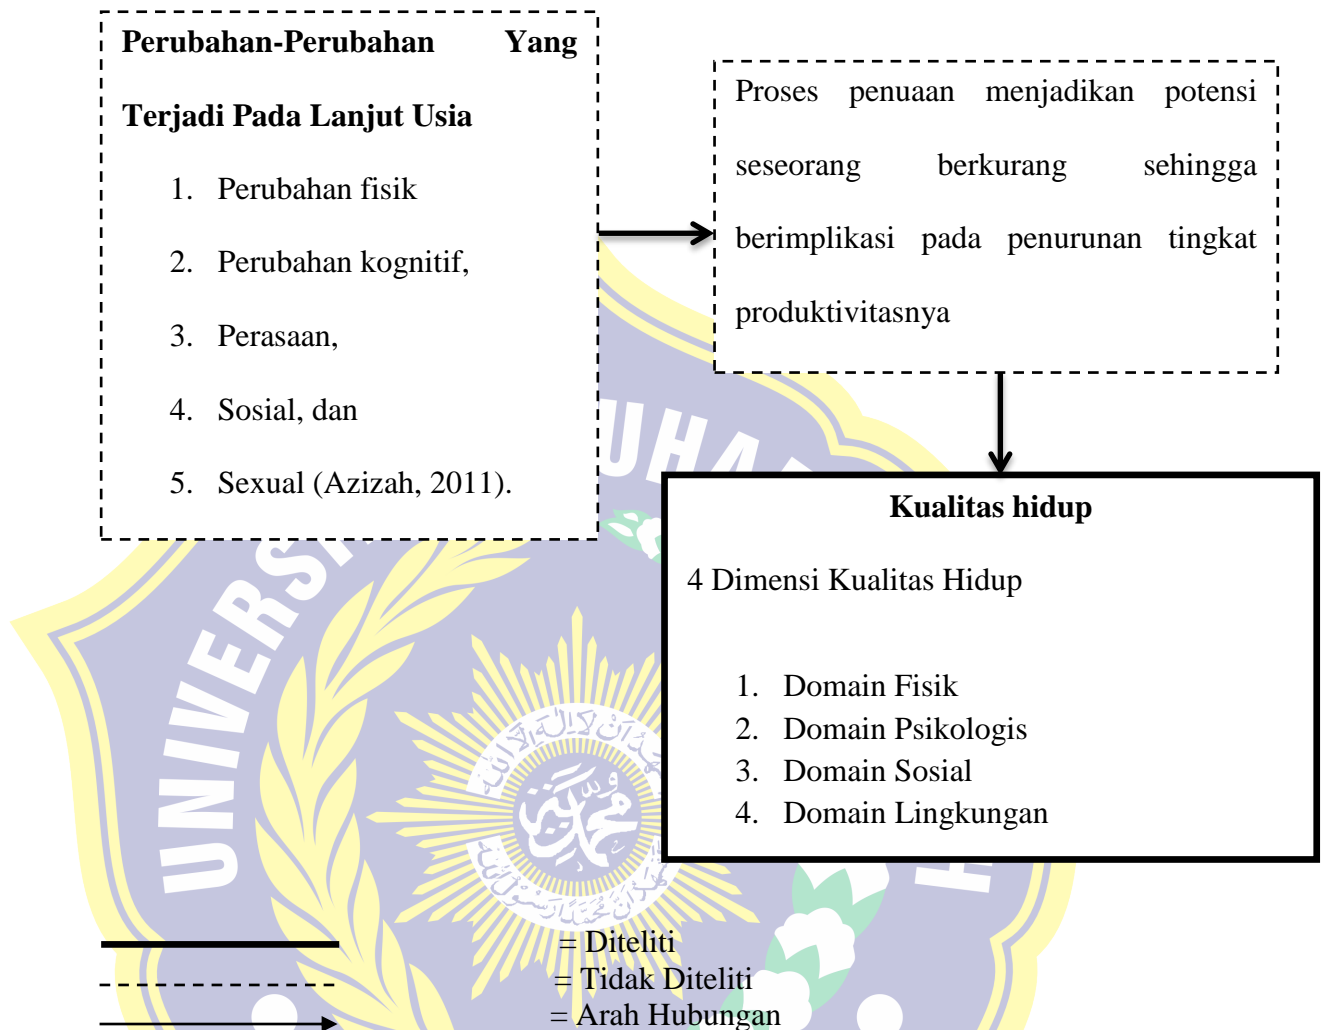 Perubahan-Perubahan Yang
Terjadi Pada Lanjut Usia
1. Perubahan fisik
2. Perubahan kognitif,
3. Perasaan,
4. Sosial, dan
5. Sexual (Azizah, 2011).
Proses penuaan menjadikan potensi
seseorang berkurang sehingga
berimplikasi pada penurunan tingkat
produktivitasnya
Kualitas hidup
4 Dimensi Kualitas Hidup
1. Domain Fisik
2. Domain Psikologis
3. Domain Sosial
4. Domain Lingkungan
= Diteliti
= Tidak Diteliti
= Arah Hubungan